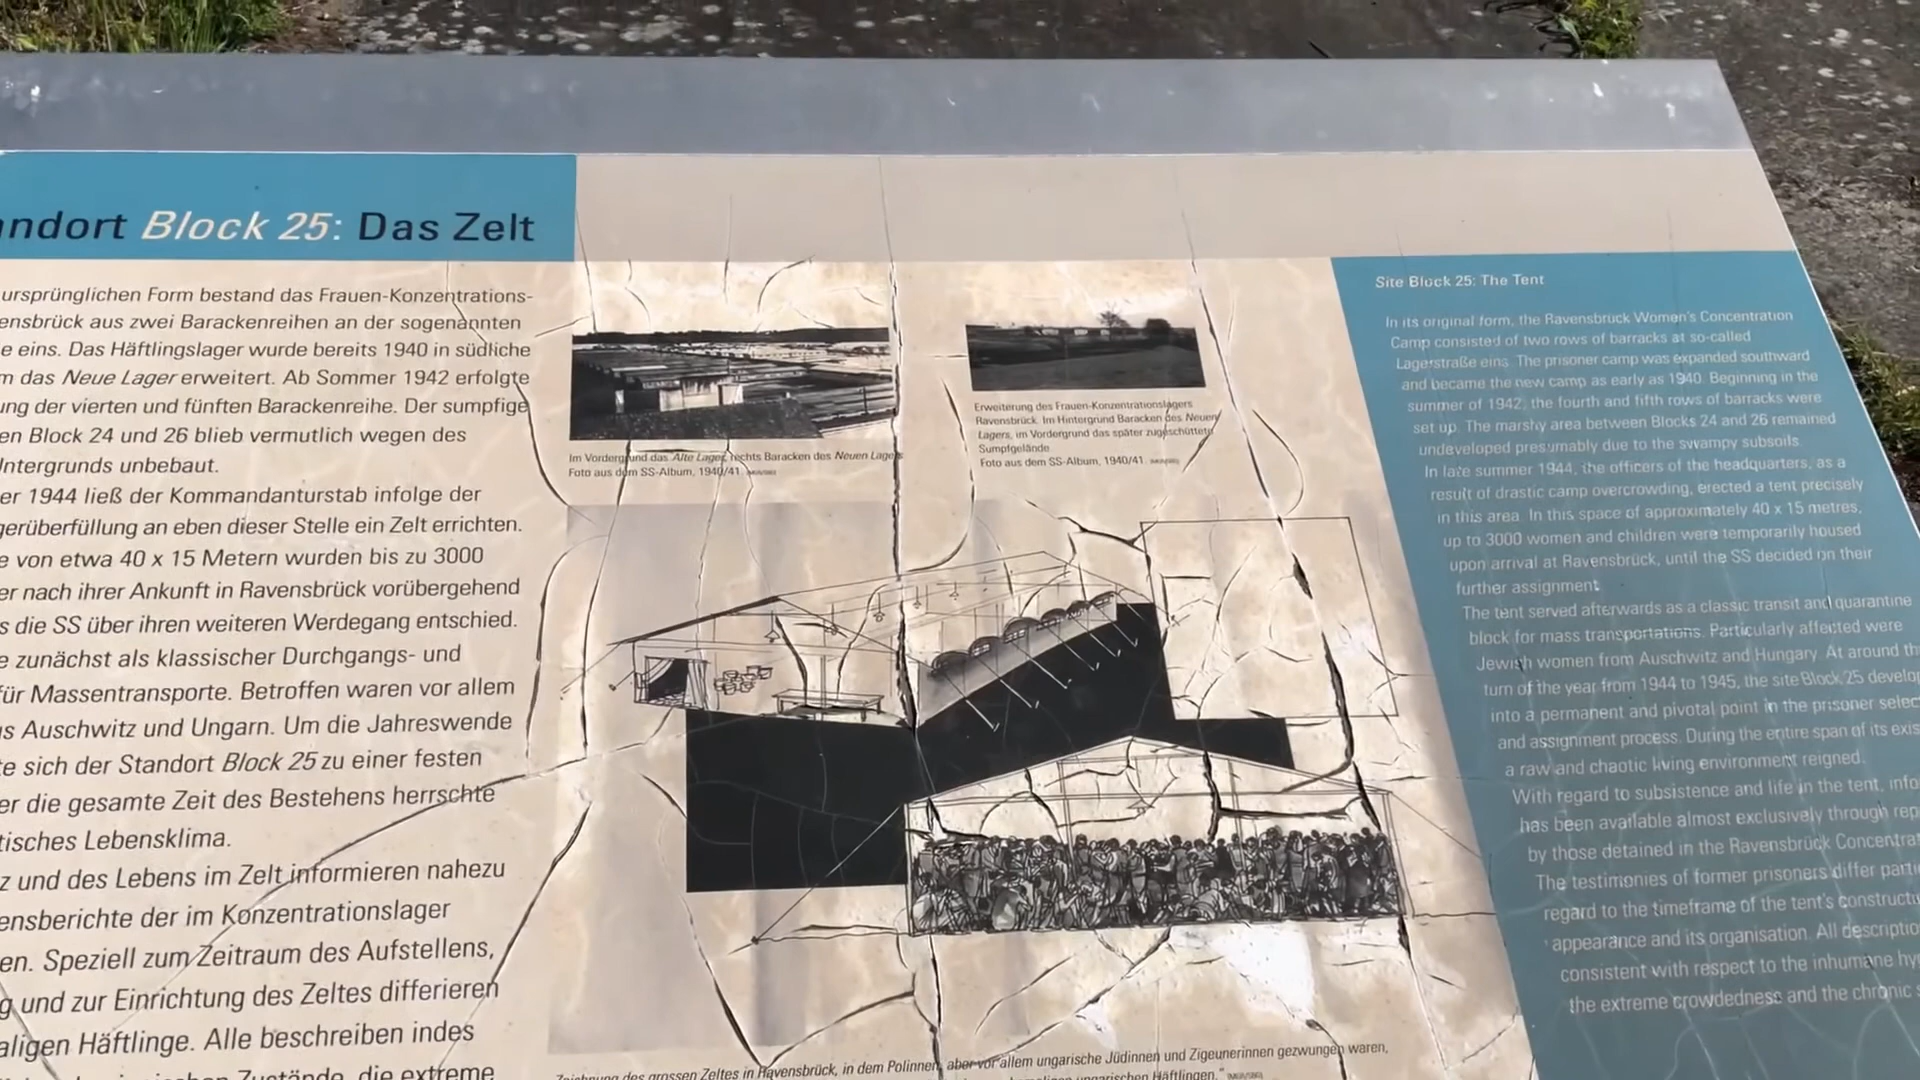 andort Block 25: Das Zelt
ursprünglichen Form bestand das Frauen-Konzentrations-
ensbrück aus zwei Barackenreihen an der sogenannten
e eins. Das Häftlingslager wurde bereits 1940 in südliche
m das Neue Lager erweitert. Ab Sommer 1942 erfolgte
ung der vierten und fünften Barackenreihe. Der sumpfige
en Block 24 und 26 blieb vermutlich wegen des
Untergrunds unbebaut.
er 1944 ließ der Kommandanturstab infolge der
gerüberfüllung an eben dieser Stelle ein Zelt errichten.
e von etwa 40 x 15 Metern wurden bis zu 3000
er nach ihrer Ankunft in Ravensbrück vorübergehend
s die SS über ihren weiteren Werdegang entschied.
e zunächst als klassischer Durchgangs- und
für Massentransporte. Betroffen waren vor allem
us Auschwitz und Ungarn. Um die Jahreswende
te sich der Standort Block 25 zu einer festen
er die gesamte Zeit des Bestehens herrschte
tisches Lebensklima.
z und des Lebens im Zelt informieren nahezu
ensberichte der im Konzentrationslager
en. Speziell zum Zeitraum des Aufstellens,
g und zur Einrichtung des Zeltes differieren
aligen Häftlinge. Alle beschreiben indes
Zustände, die extreme
Im Vordergrund das Alte Lager, rechts Baracken des Neuen Lagers
Foto aus dem SS-Album, 1940/41
Erweiterung des Frauen-Konzentrationslagers
Ravensbrück. Im Hintergrund Baracken des Neuen
Lagers, im Vordergrund das später zugeschüttete
Sumpfgelände
Foto aus dem SS-Album, 1940/41
Zeichnung des grossen Zeltes in Ravensbrück, in dem Polinnen, aber vor allem ungarische Jüdinnen und Zigeunerinnen gezwungen waren,
ungarischen Häftlingen."
Site Block 25: The Tent
In its original form, the Ravensbrück Women's Concentration
Camp consisted of two rows of barracks at so-called
Lagerstraße eins. The prisoner camp was expanded southward
and became the new camp as early as 1940. Beginning in the
summer of 1942, the fourth and fifth rows of barracks were
set up. The marshy area between Blocks 24 and 26 remained
undeveloped presumably due to the swampy subsoils.
In late summer 1944, the officers of the headquarters, as a
result of drastic camp overcrowding, erected a tent precisely
in this area. In this space of approximately 40 x 15 metres,
up to 3000 women and children were temporarily housed
upon arrival at Ravensbrück, until the SS decided on their
further assignment.
The tent served afterwards as a classic transit and quarantine
block for mass transportations. Particularly affected were
Jewish women from Auschwitz and Hungary. At around th
turn of the year from 1944 to 1945, the site Block 25 develop
into a permanent and pivotal point in the prisoner select
and assignment process. During the entire span of its exis
a raw and chaotic living environment reigned.
With regard to subsistence and life in the tent, info
has been available almost exclusively through rep
by those detained in the Ravensbrück Concentrat
The testimonies of former prisoners differ parti
regard to the timeframe of the tent's constructi
appearance and its organisation. All description
consistent with respect to the inhumane hy
the extreme crowdedness and the chronic s